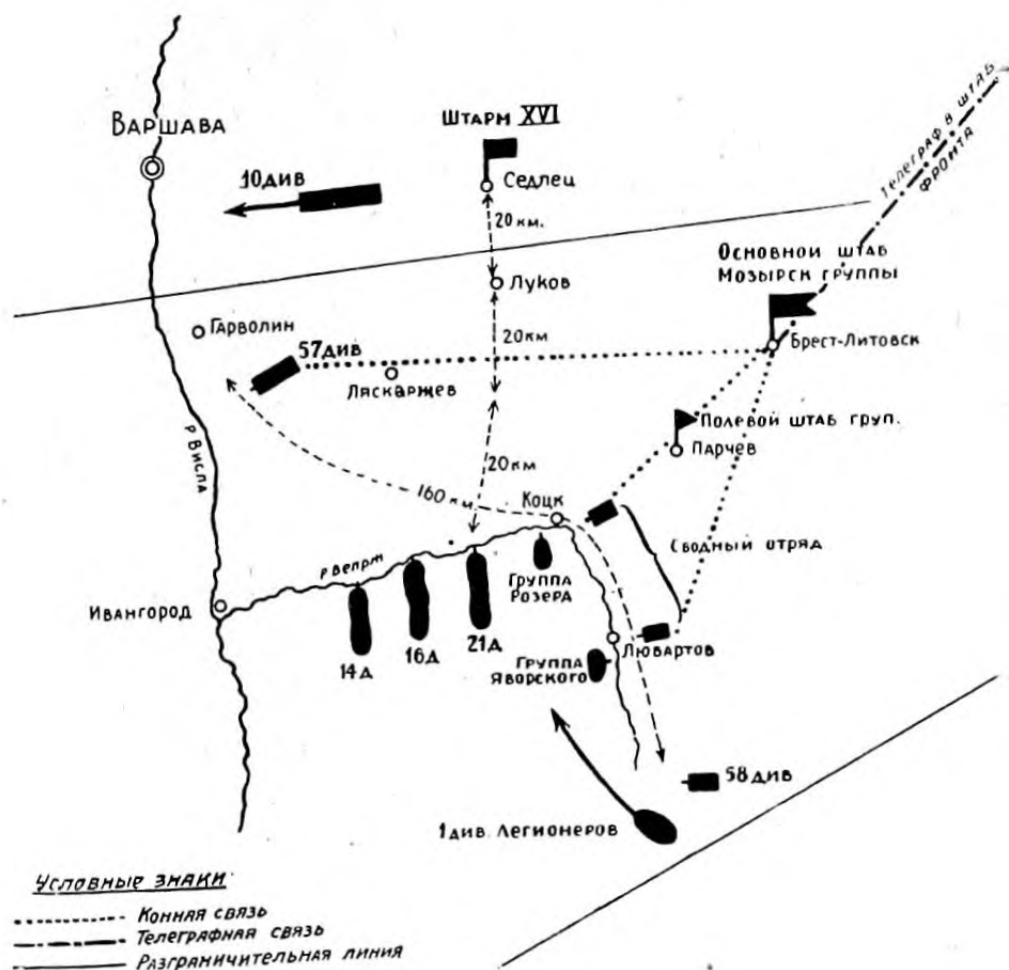 Варшава
Штарм XVI
10див
Седлец
20 км.
Телеграф в штаб
фронта
Основной штаб
Мозырск группы
Луков
Гарволин
20км
Брест-Литовск
57див
Ляскаржев
Полевой штаб груп.
Парчев
р Висла
20км
160 км.
Коцк
Сводный отряд
р Вепрж
Группа
Розера
Ивангород
14д
16д
21д
Любартов
Группа
Яворского
58див
1див. Легионеров
Условные знаки
Конная связь
Телеграфная связь
Разграничительная линия